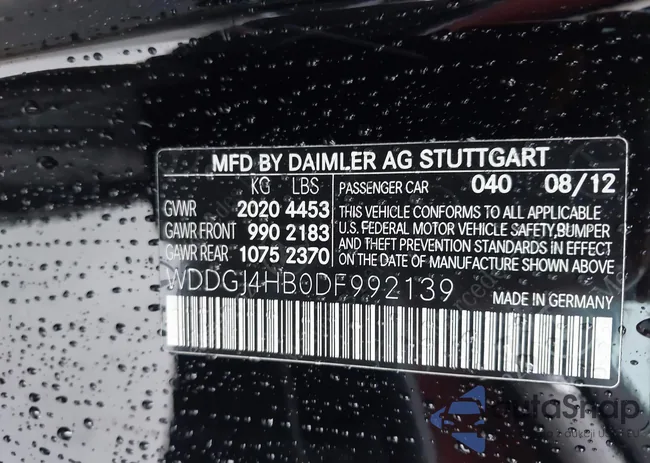 MFD BY DAIMLER AG STUTTGART
KG LBS
GVWR 2020 4453
GAWR FRONT 990 2183
GAWR REAR 1075 2370
PASSENGER CAR 040 08/12
THIS VEHICLE CONFORMS TO ALL APPLICABLE
U.S. FEDERAL MOTOR VEHICLE SAFETY,BUMPER
AND THEFT PREVENTION STANDARDS IN EFFECT
ON THE DATE OF MANUFACTURE SHOWN ABOVE
WDDGJ4HB0DF992139
MADE IN GERMANY